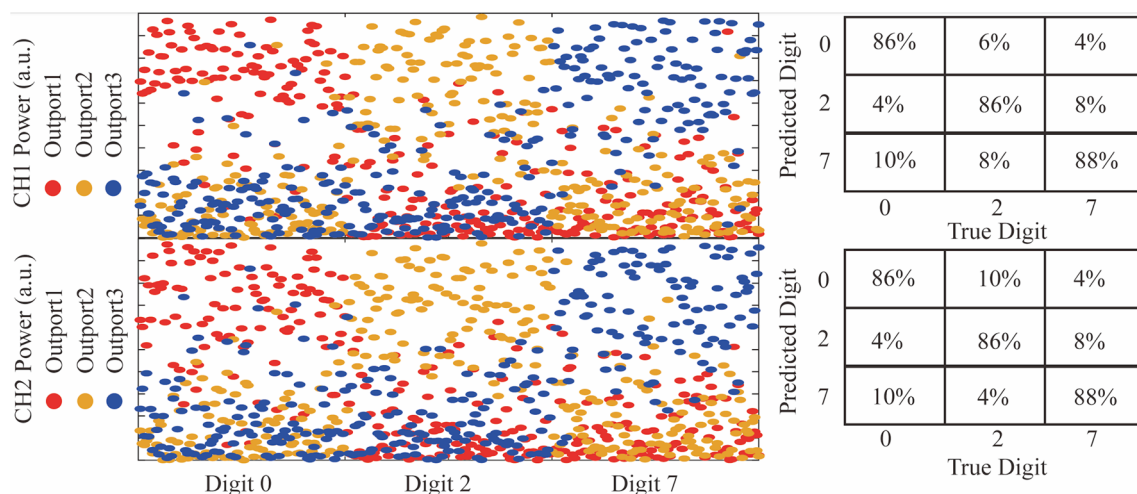 CH1 Power (a.u.)
Outport1
Outport2
Outport3
CH2 Power (a.u.)
Outport1
Outport2
Outport3
Digit 0 Digit 2 Digit 7
Predicted Digit
0 86% 6% 4%
2 4% 86% 8%
7 10% 8% 88%
0 2 7
True Digit
Predicted Digit
0 86% 10% 4%
2 4% 86% 8%
7 10% 4% 88%
0 2 7
True Digit